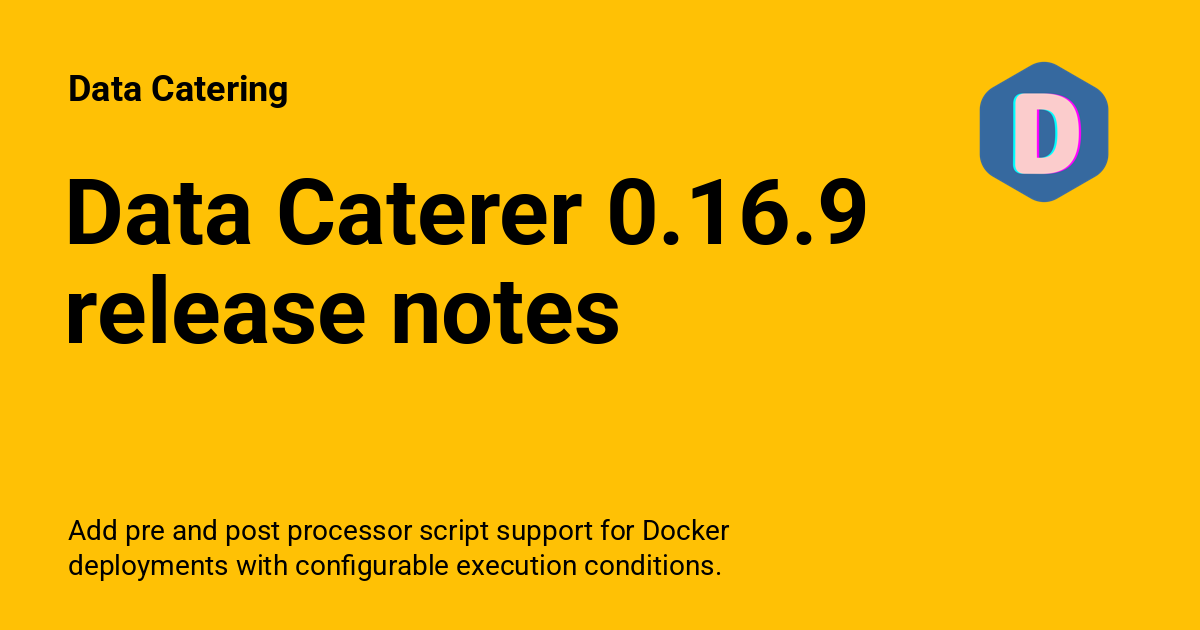 Data Catering
D
Data Caterer 0.16.9
release notes
Add pre and post processor script support for Docker
deployments with configurable execution conditions.